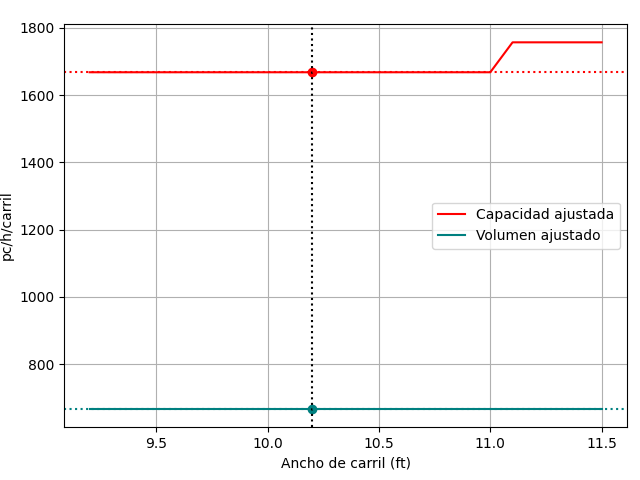 1800
1600
1400
1200
1000
800
pc/h/carril
Capacidad ajustada
Volumen ajustado
9.5 10.0 10.5 11.0 11.5
Ancho de carril (ft)